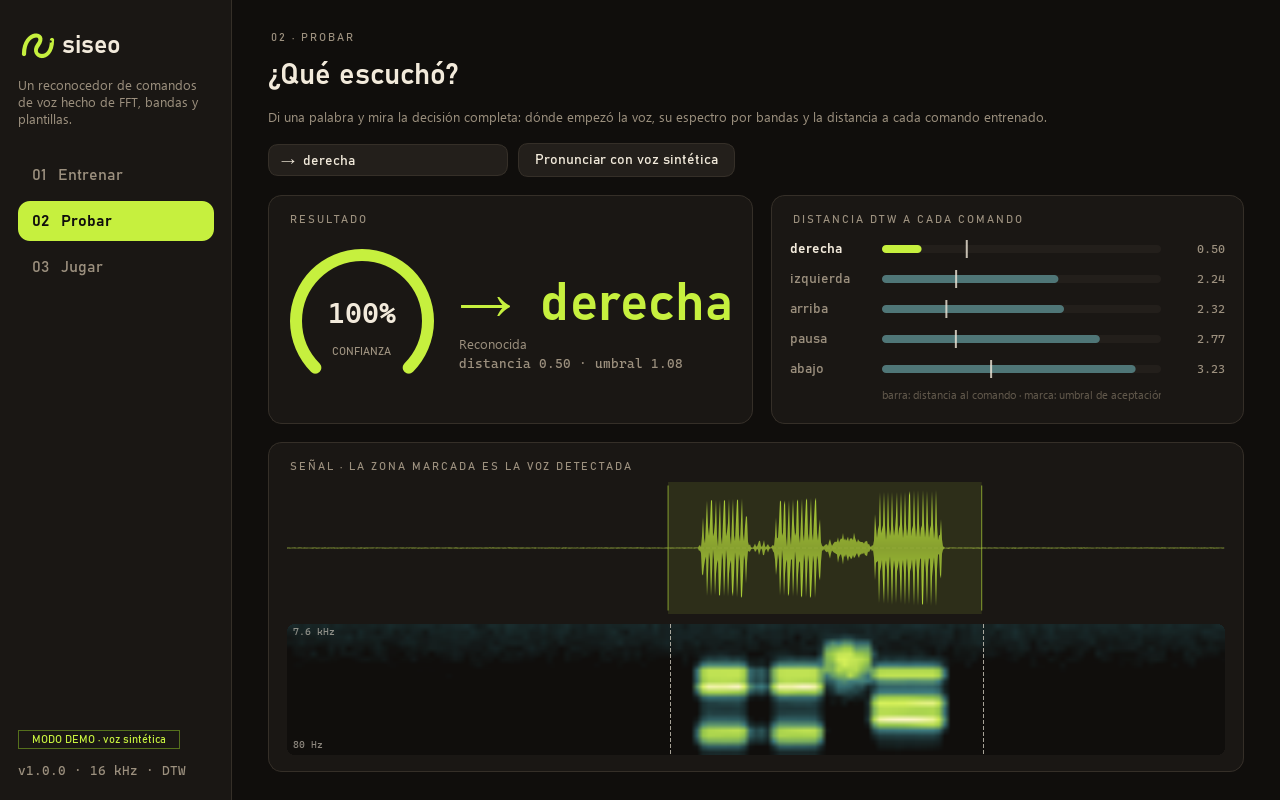 siseo
Un reconocedor de comandos
de voz hecho de FFT, bandas y
plantillas.
01 Entrenar
02 Probar
03 Jugar
MODO DEMO · voz sintética
v1.0.0 · 16 kHz · DTW
02 · PROBAR
¿Qué escuchó?
Di una palabra y mira la decisión completa: dónde empezó la voz, su espectro por bandas y la distancia a cada comando entrenado.
→ derecha
Pronunciar con voz sintética
RESULTADO
100%
CONFIANZA
→ derecha
Reconocida
distancia 0.50 · umbral 1.08
DISTANCIA DTW A CADA COMANDO
derecha 0.50
izquierda 2.24
arriba 2.32
pausa 2.77
abajo 3.23
barra: distancia al comando · marca: umbral de aceptación
SEÑAL · LA ZONA MARCADA ES LA VOZ DETECTADA
7.6 kHz
80 Hz